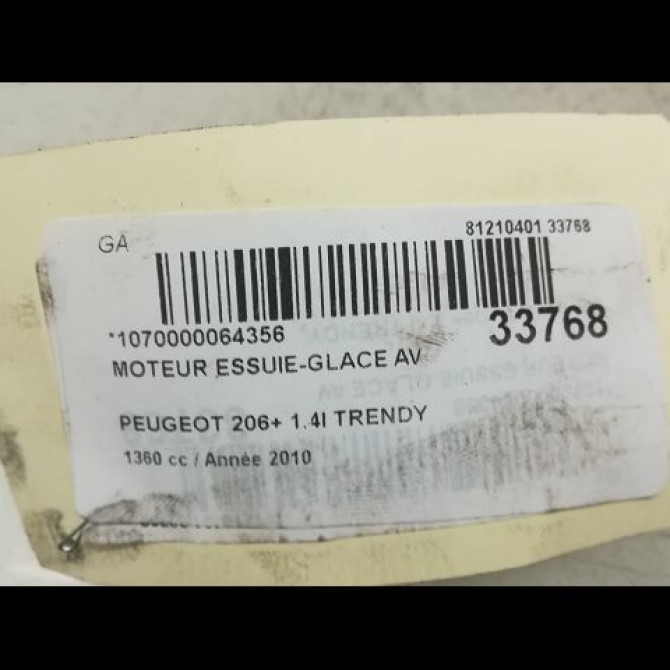 GA
81210401 33768
*1070000064356
33768
MOTEUR ESSUIE-GLACE AV
PEUGEOT 206+ 1.4I TRENDY
1360 cc / Année 2010